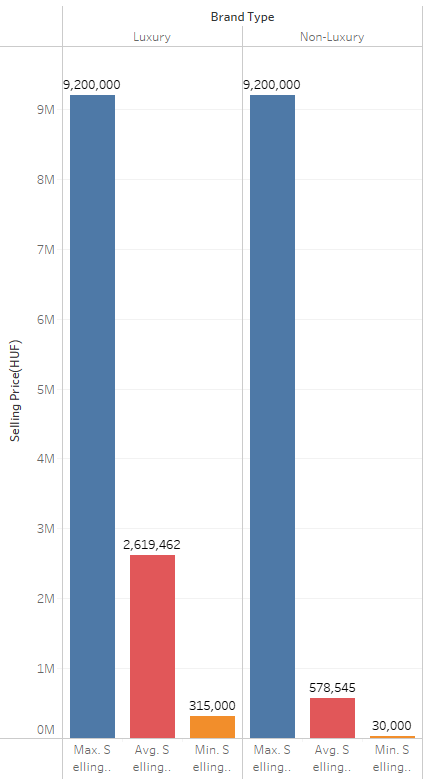 Brand Type
Luxury Non-Luxury
9,200,000 9,200,000
9M
8M
7M
6M
5M
4M
3M
2,619,462
2M
1M
578,545
315,000
30,000
0M
Selling Price(HUF)
Max. S Avg. S Min. S Max. S Avg. S Min. S
elling.. elling.. elling.. elling.. elling.. elling..